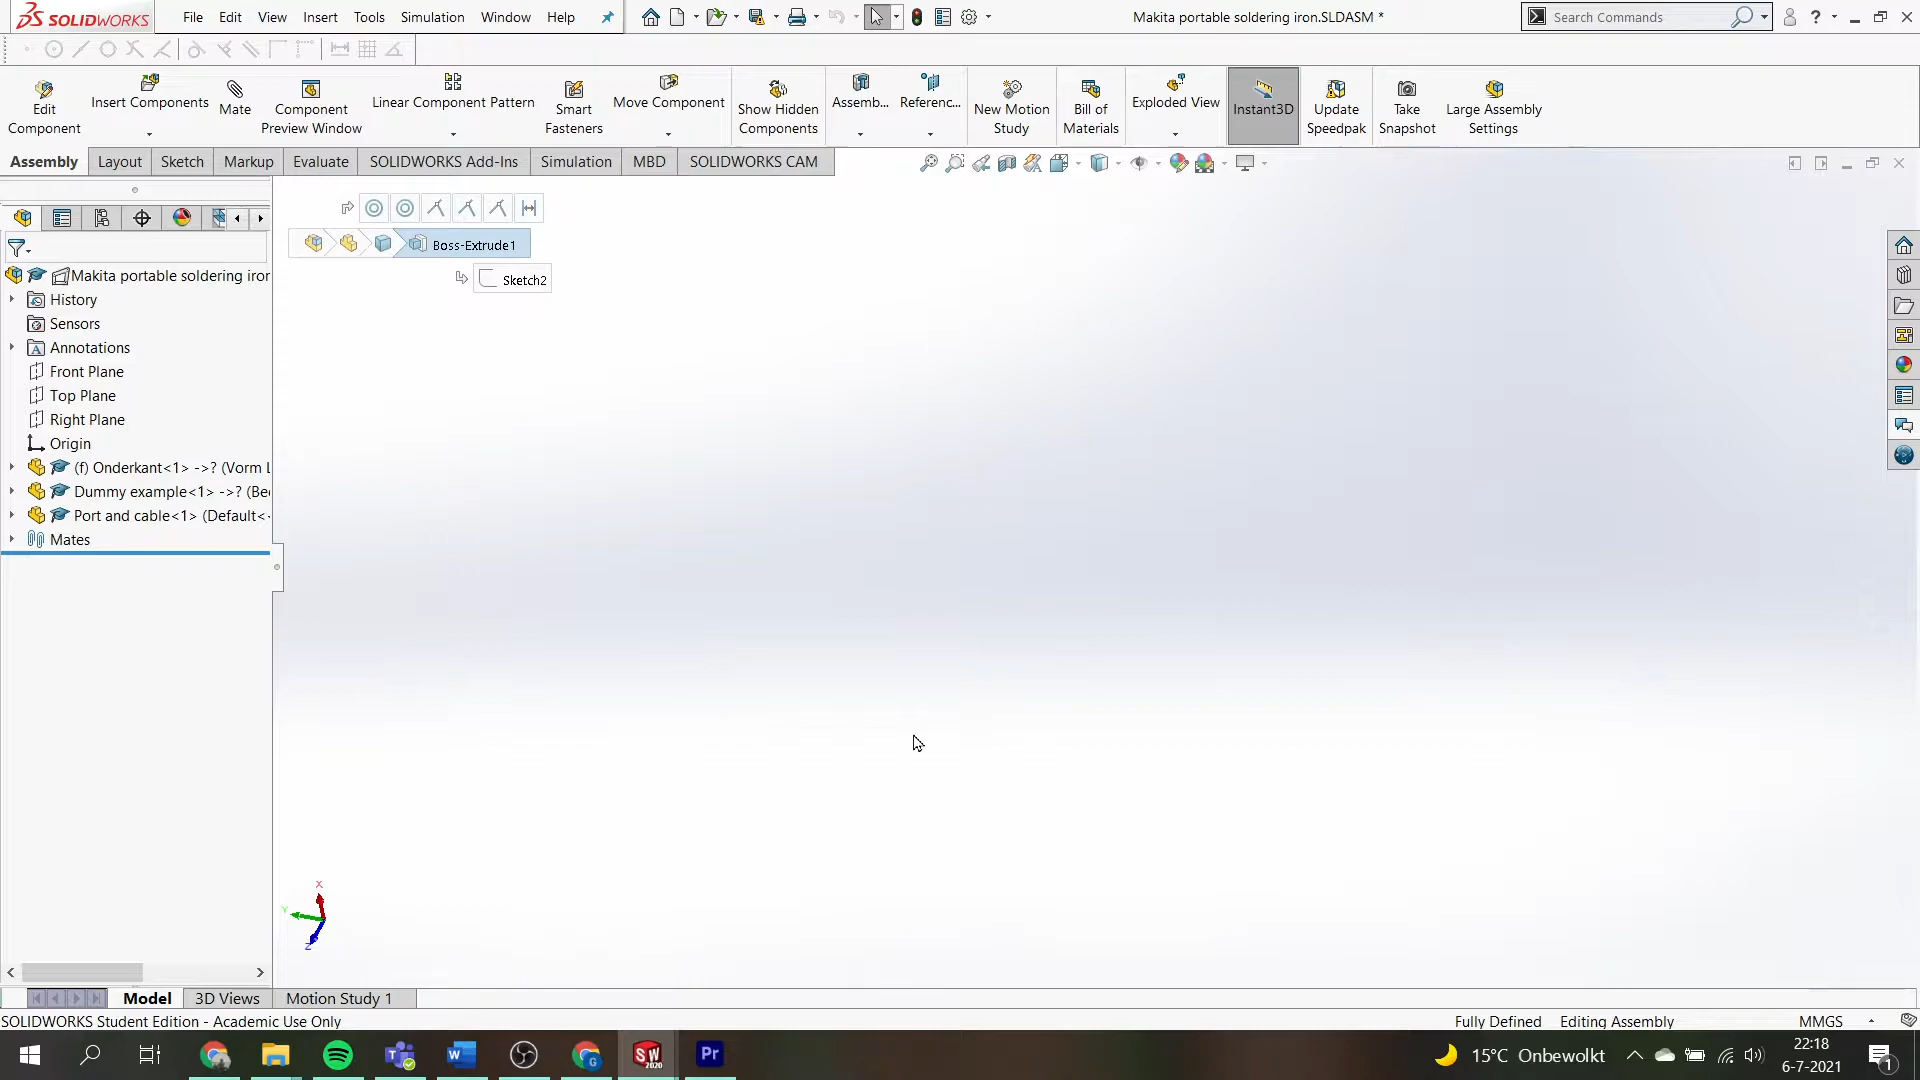 SOLIDWORKS File Edit View Insert Tools Simulation Window Help Makita portable soldering iron.SLDASM * Search Commands
Edit Component
Insert Components
Mate
Component Preview Window
Linear Component Pattern
Smart Fasteners
Move Component
Show Hidden Components
Assemb...
Referenc...
New Motion Study
Bill of Materials
Exploded View
Instant3D
Update Speedpak
Take Snapshot
Large Assembly Settings
Assembly Layout Sketch Markup Evaluate SOLIDWORKS Add-Ins Simulation MBD SOLIDWORKS CAM
Boss-Extrude1
Sketch2
Makita portable soldering iror
History
Sensors
Annotations
Front Plane
Top Plane
Right Plane
Origin
(f) Onderkant<1> ->? (Vorm L
Dummy example<1> ->? (Be
Port and cable<1> (Default<
Mates
X
Y
Z
Model 3D Views Motion Study 1
SOLIDWORKS Student Edition - Academic Use Only Fully Defined Editing Assembly MMGS
15°C Onbewolkt
22:18
6-7-2021
1